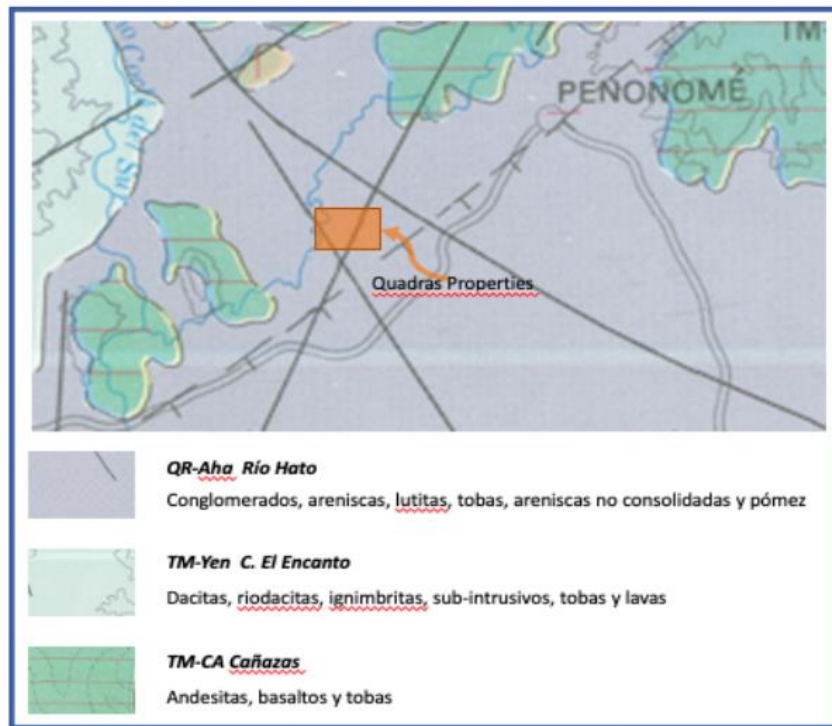 TM-
PENONOMÉ
Quadras Properties
QR-Aha Río Hato
Conglomerados, areniscas, lutitas, tobas, areniscas no consolidadas y pómez
TM-Yen C. El Encanto
Dacitas, riodacitas, ignimbritas, sub-intrusivos, tobas y lavas
TM-CA Cañazas
Andesitas, basaltos y tobas